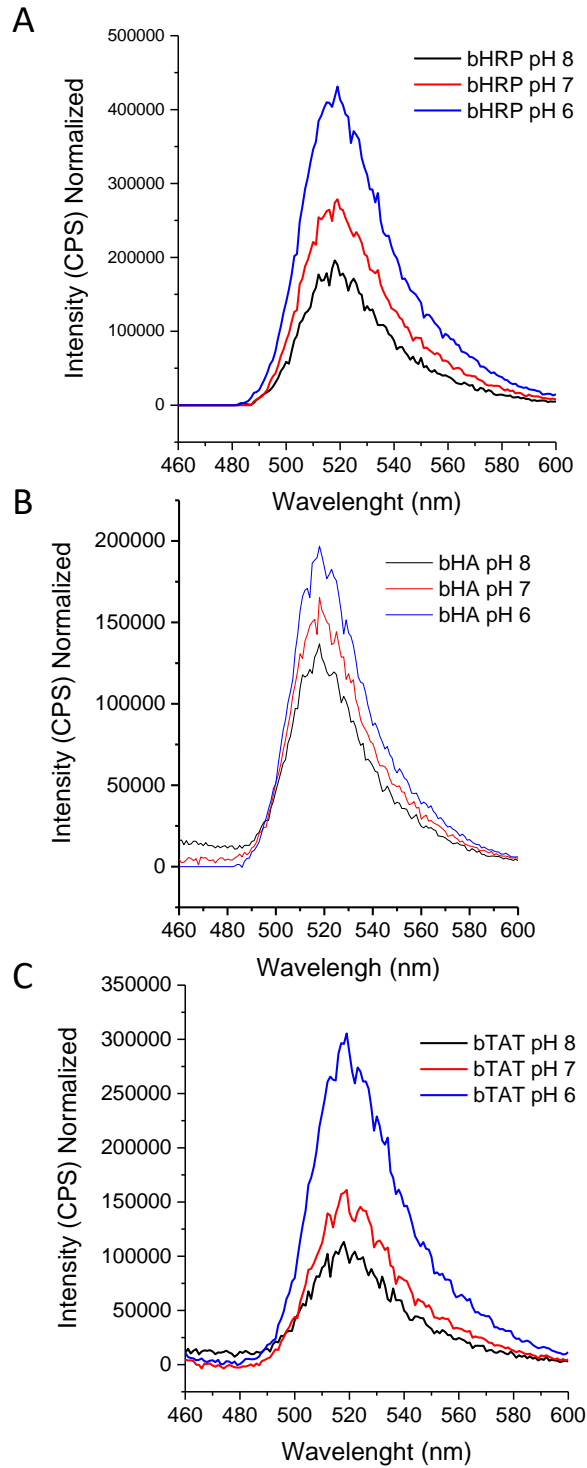 A
500000
400000
300000
200000
100000
0
Intensity (CPS) Normalized
bHRP pH 8
bHRP pH 7
bHRP pH 6
460 480 500 520 540 560 580 600
Wavelenght (nm)
B
200000
150000
100000
50000
0
Intensity (CPS) Normalized
bHA pH 8
bHA pH 7
bHA pH 6
460 480 500 520 540 560 580 600
Wavelengh (nm)
C
350000
300000
250000
200000
150000
100000
50000
0
Intensity (CPS) Normalized
bTAT pH 8
bTAT pH 7
bTAT pH 6
460 480 500 520 540 560 580 600
Wavelenght (nm)